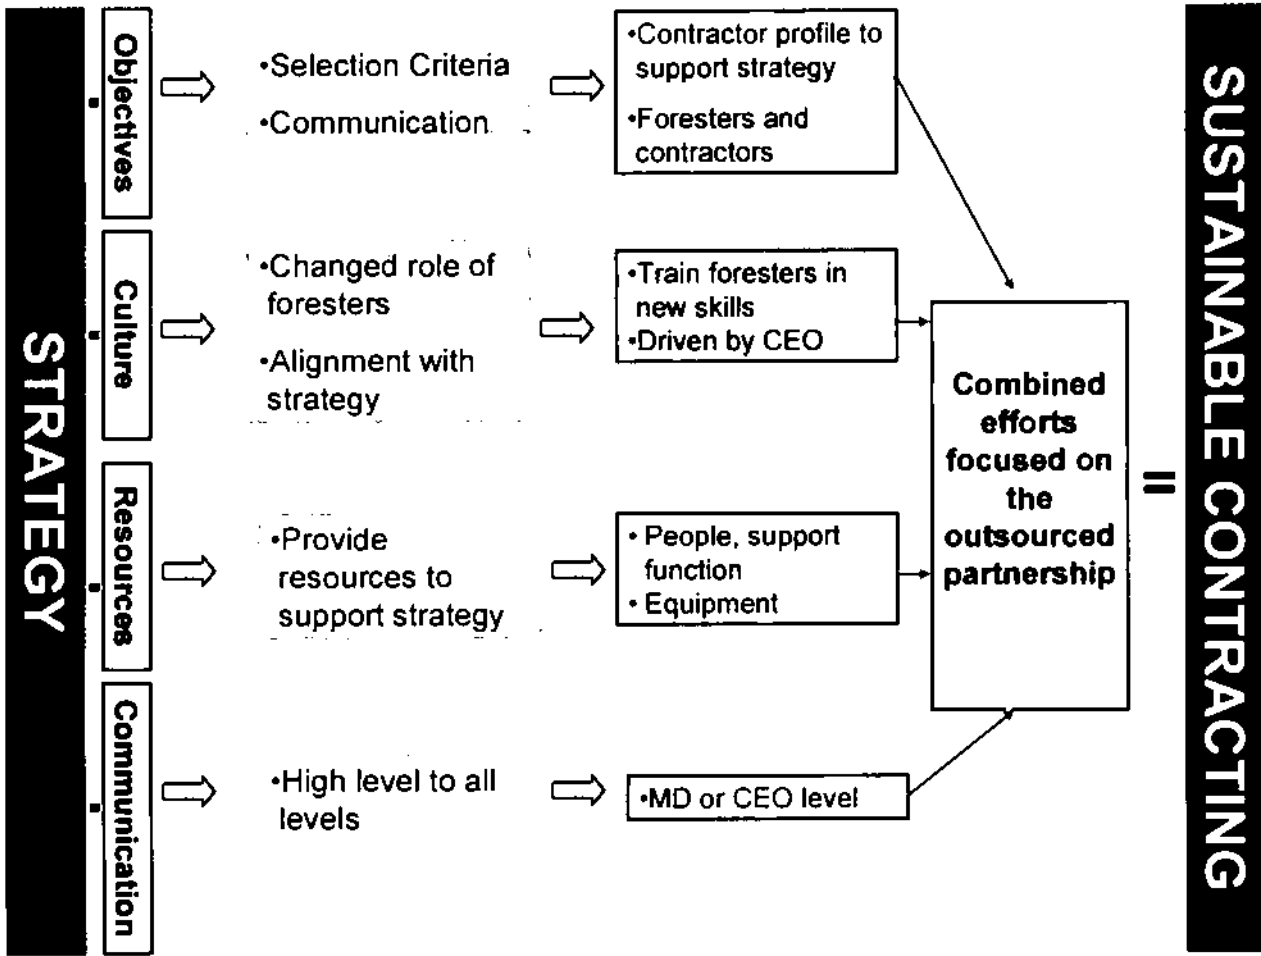 STRATEGY
Objectives
•Selection Criteria
•Communication
•Contractor profile to
support strategy
•Foresters and
contractors
Culture
•Changed role of
foresters
•Alignment with
strategy
•Train foresters in
new skills
•Driven by CEO
Resources
•Provide
resources to
support strategy
• People, support
function
• Equipment
Communication
•High level to all
levels
•MD or CEO level
Combined
efforts
focused on
the
outsourced
partnership
=
SUSTAINABLE CONTRACTING